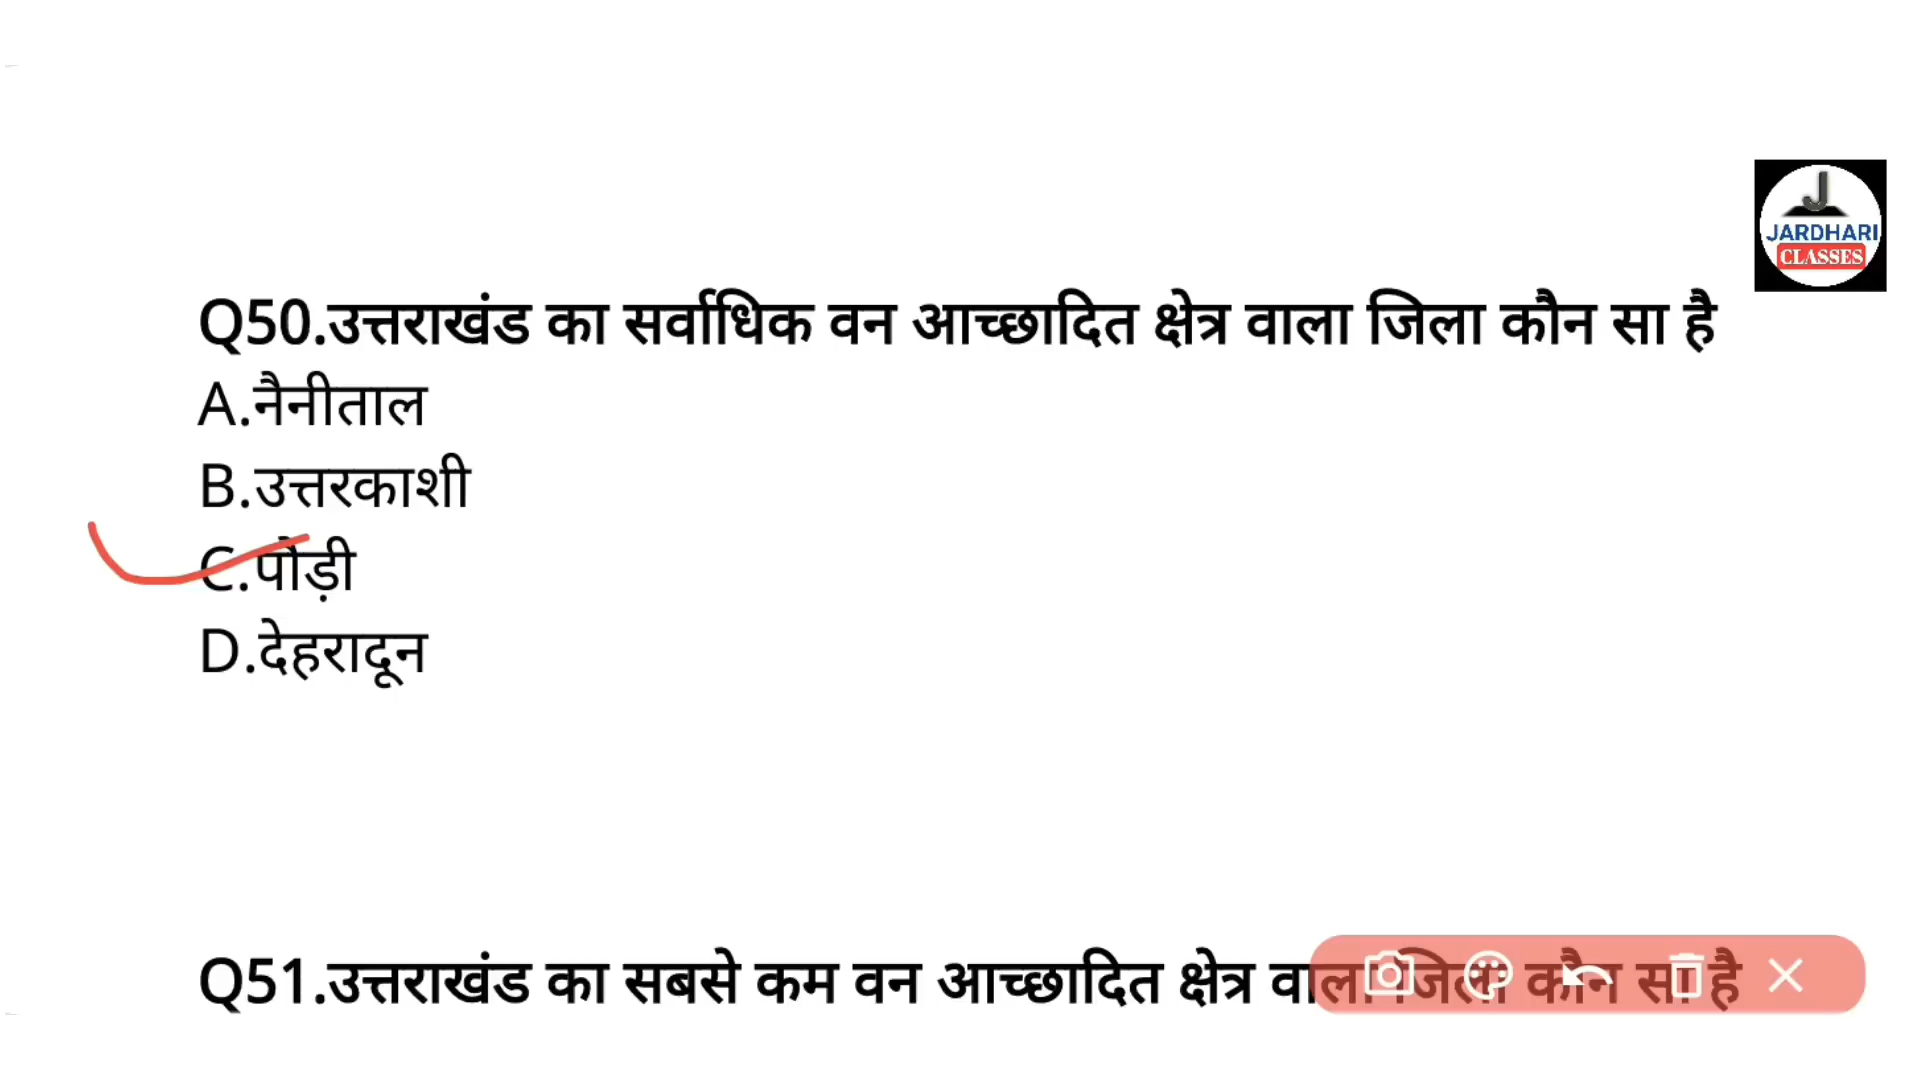 J
JARDHARI
CLASSES
Q50.उत्तराखंड का सर्वाधिक वन आच्छादित क्षेत्र वाला जिला कौन सा है
A.नैनीताल
B.उत्तरकाशी
C.पौड़ी
D.देहरादून
Q51.उत्तराखंड का सबसे कम वन आच्छादित क्षेत्र वाला जिला कौन सा है